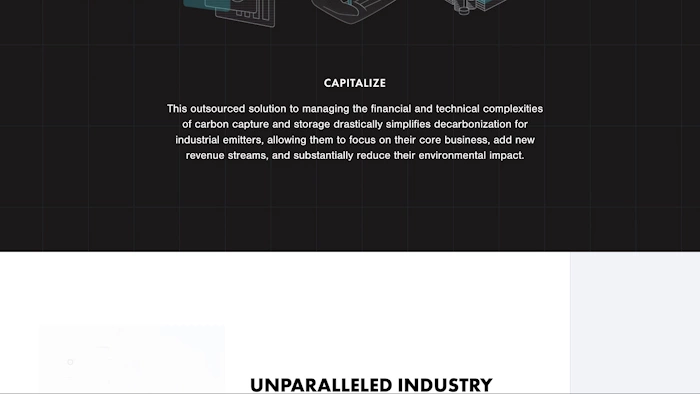 CAPITALIZE
This outsourced solution to managing the financial and technical complexities
of carbon capture and storage drastically simplifies decarbonization for
industrial emitters, allowing them to focus on their core business, add new
revenue streams, and substantially reduce their environmental impact.
UNPARALLELED INDUSTRY